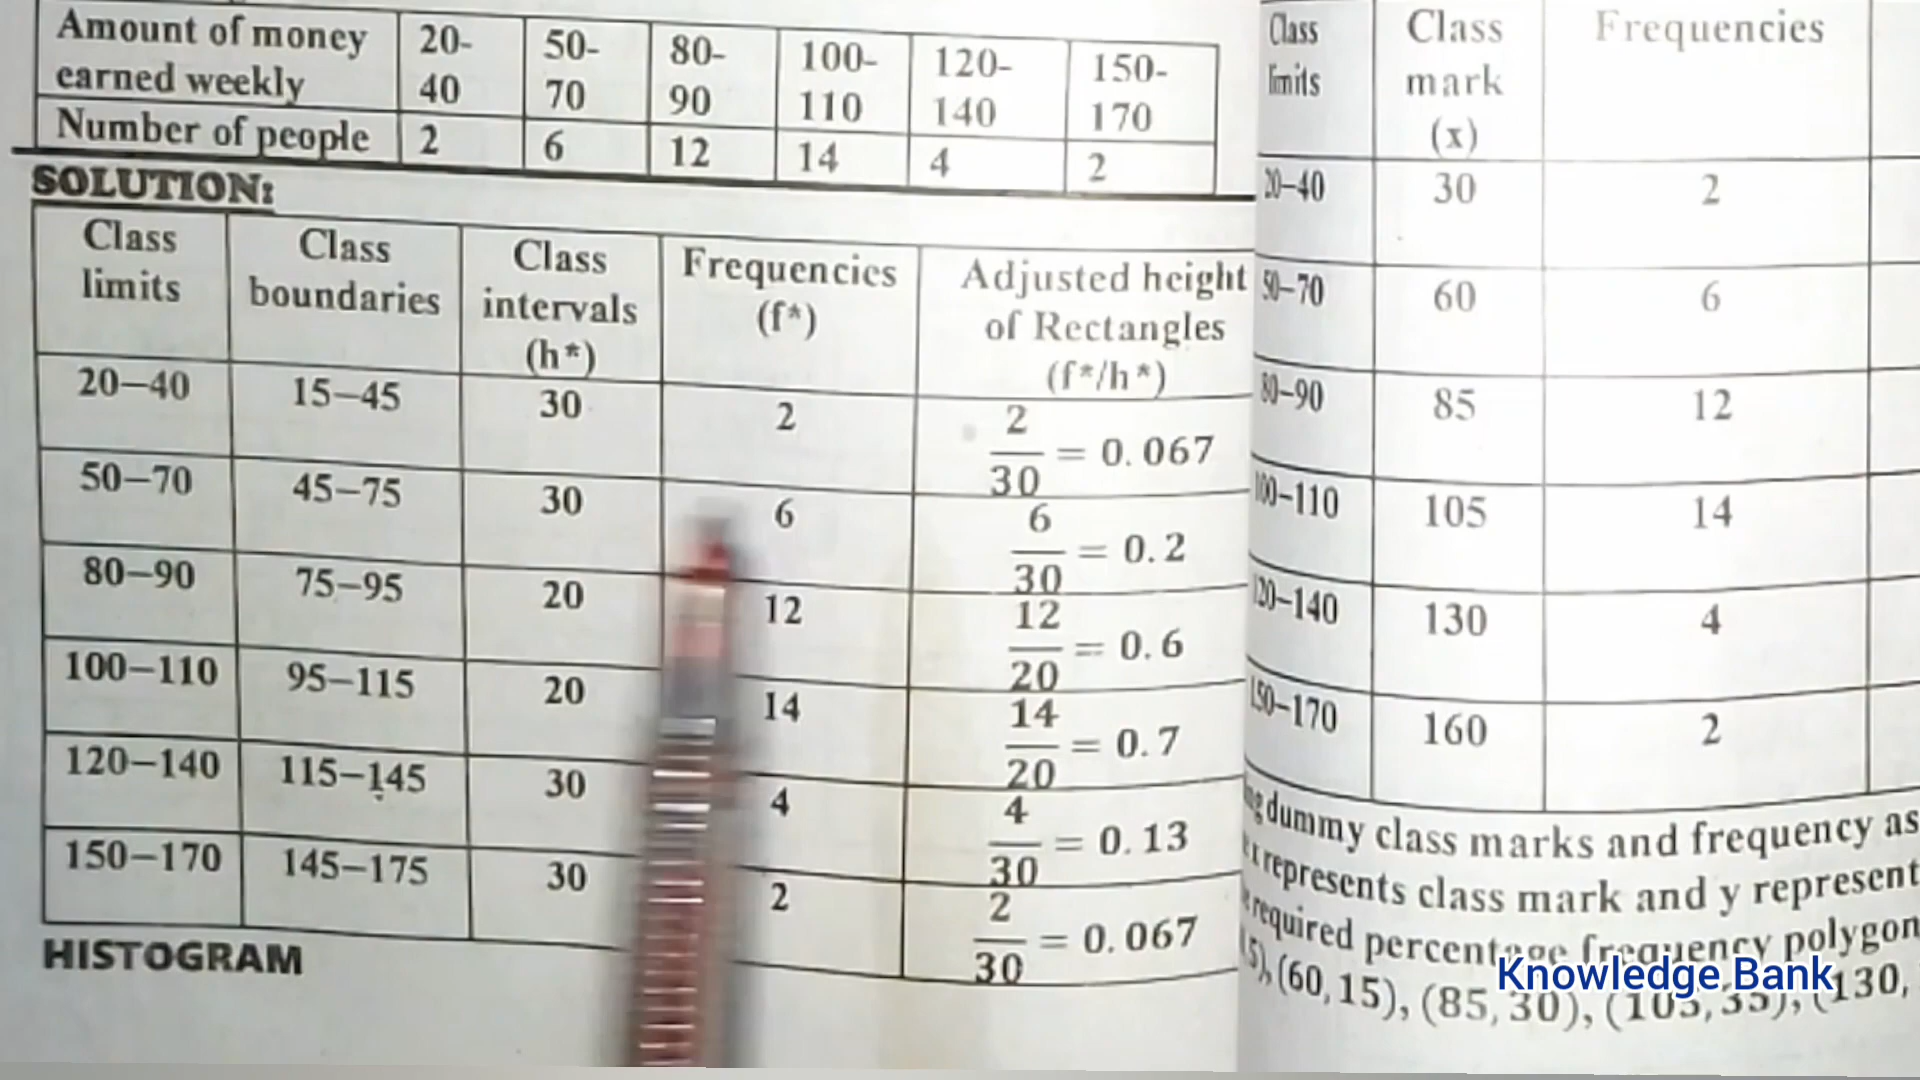 Amount of money earned weekly 20-40 50-70 80-90 100-110 120-140 150-170
Number of people 2 6 12 14 4 2
SOLUTION:
Class limits Class boundaries Class intervals (h*) Frequencies (f*) Adjusted height of Rectangles (f*/h*)
20–40 15–45 30 2 2/30 = 0.067
50–70 45–75 30 6 6/30 = 0.2
80–90 75–95 20 12 12/20 = 0.6
100–110 95–115 20 14 14/20 = 0.7
120–140 115–145 30 4 4/30 = 0.13
150–170 145–175 30 2 2/30 = 0.067
HISTOGRAM
Class limits Class mark (x) Frequencies
20–40 30 2
50–70 60 6
80–90 85 12
100–110 105 14
120–140 130 4
150–170 160 2
dummy class marks and frequency as
represents class mark and y represent
required percentage frequency polygon
(60, 15), (85, 30), (105, 35), (130,
Knowledge Bank